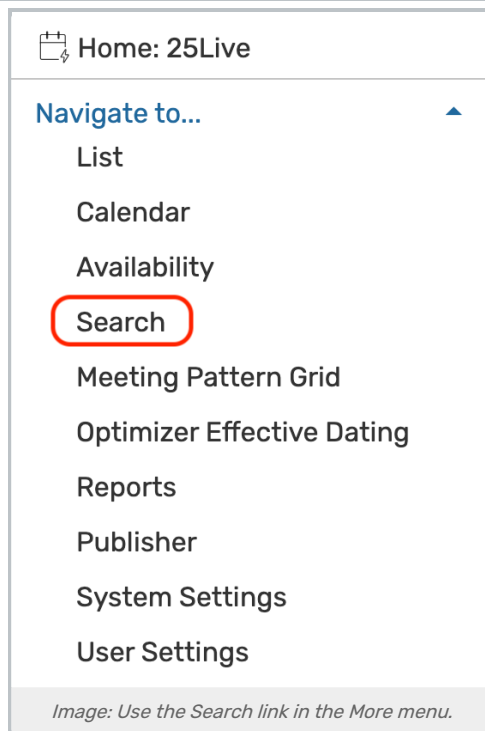 Home: 25Live
Navigate to...
List
Calendar
Availability
Search
Meeting Pattern Grid
Optimizer Effective Dating
Reports
Publisher
System Settings
User Settings
Image: Use the Search link in the More menu.